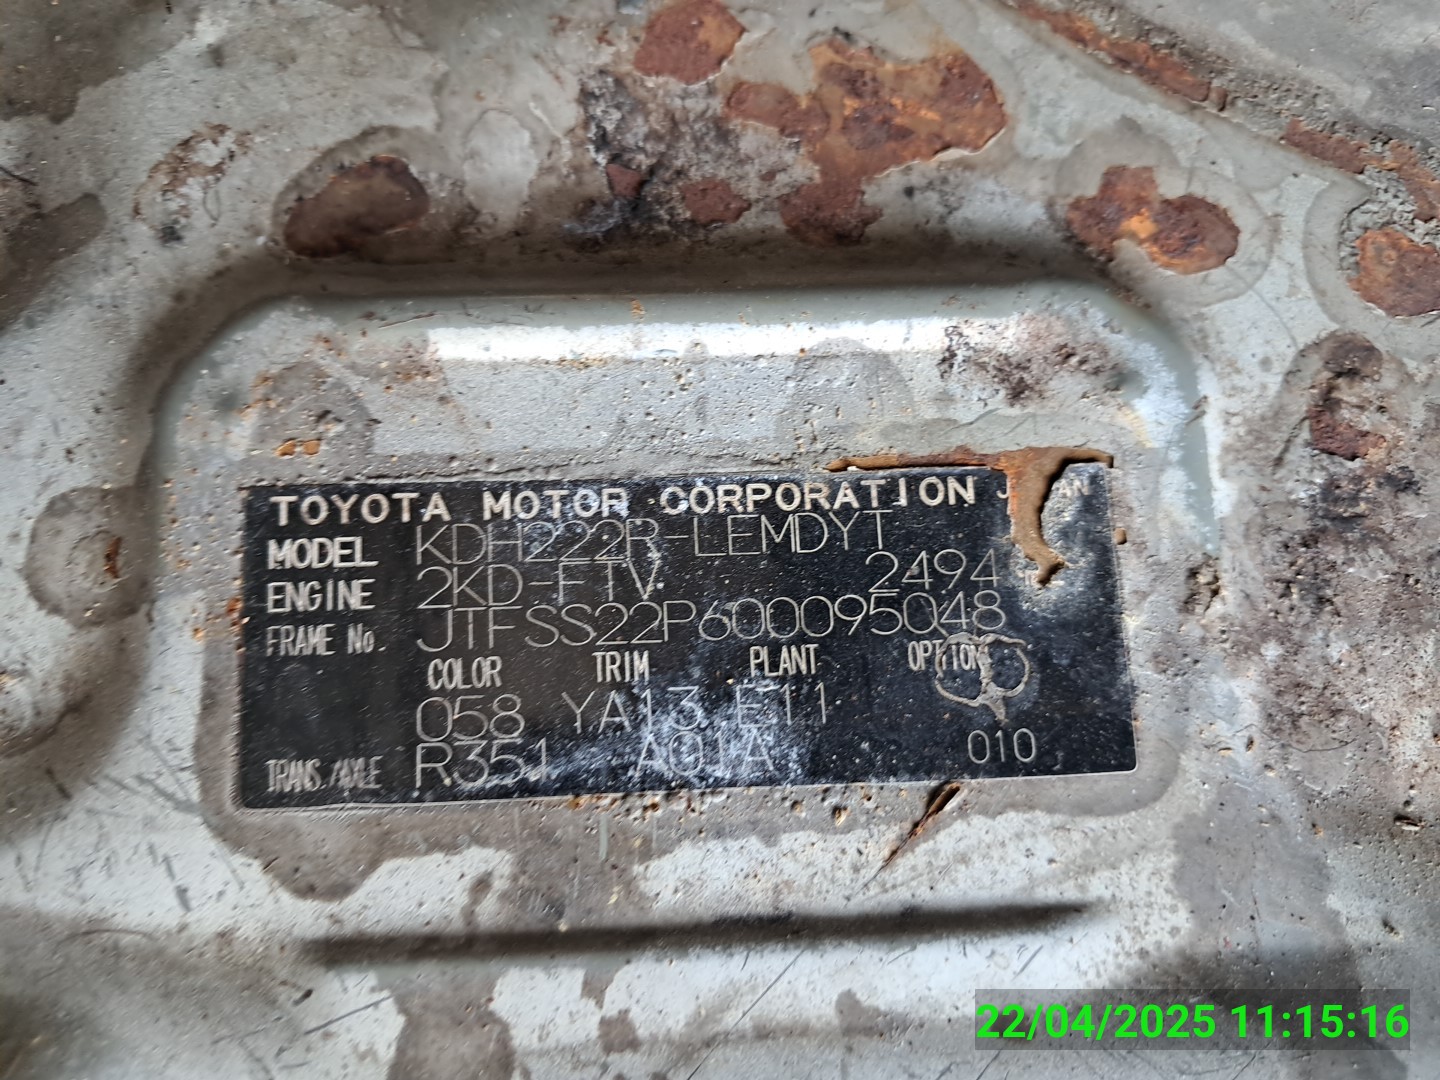 TOYOTA MOTOR CORPORATION JAPAN
MODEL KDH222R-LEMDYT
ENGINE 2KD-FTV 2494
FRAME No. JTFSS22P600095048
COLOR TRIM PLANT OPTION
058 YA13 E11
TRANS./AXLE R351 A01A 010
22/04/2025 11:15:16